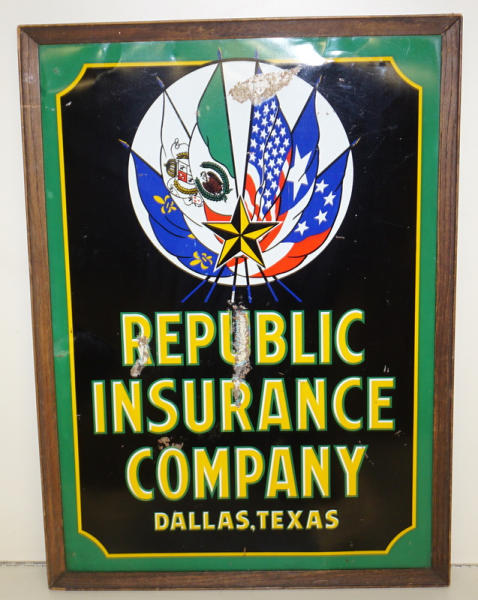 REPUBLIC
INSURANCE
COMPANY
DALLAS, TEXAS